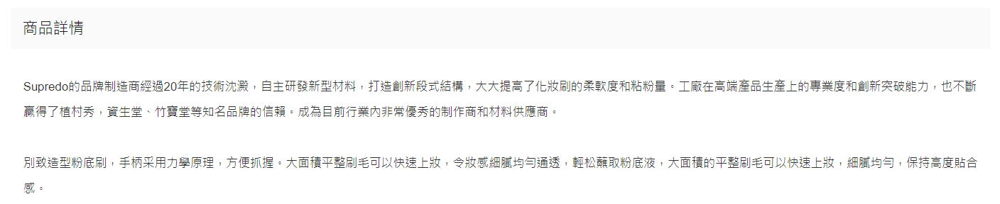 商品詳情
Supredo的品牌制造商經過20年的技術沈澱，自主研發新型材料，打造創新段式結構，大大提高了化妝刷的柔軟度和粘粉量。工廠在高端產品生產上的專業度和創新突破能力，也不斷
贏得了植村秀，資生堂、竹寶堂等知名品牌的信賴。成為目前行業內非常優秀的制作商和材料供應商。
別致造型粉底刷，手柄采用力學原理，方便抓握。大面積平整刷毛可以快速上妝，令妝感細膩均勻通透，輕松蘸取粉底液，大面積的平整刷毛可以快速上妝，細膩均勻，保持高度貼合
感。